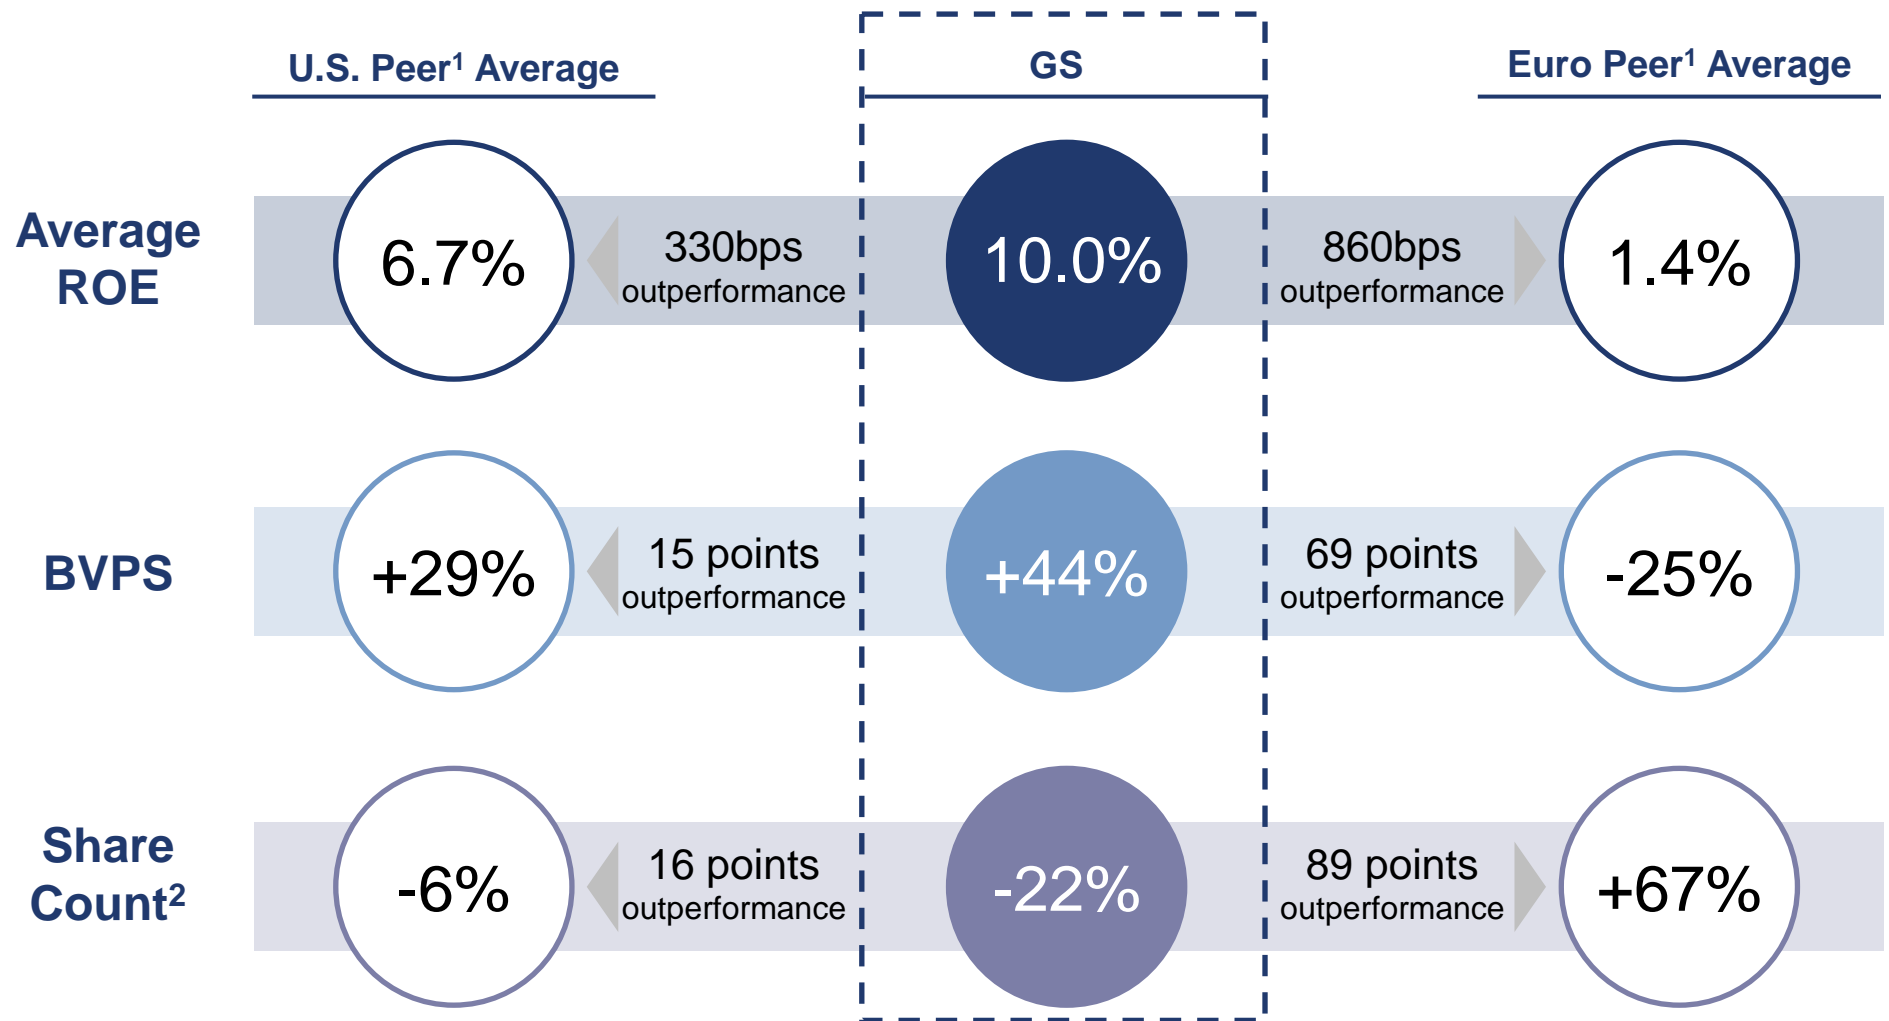 U.S. Peer¹ Average
GS
Euro Peer¹ Average
Average
ROE
6.7%
330bps
outperformance
10.0%
860bps
outperformance
1.4%
BVPS
+29%
15 points
outperformance
+44%
69 points
outperformance
-25%
Share
Count²
-6%
16 points
outperformance
-22%
89 points
outperformance
+67%